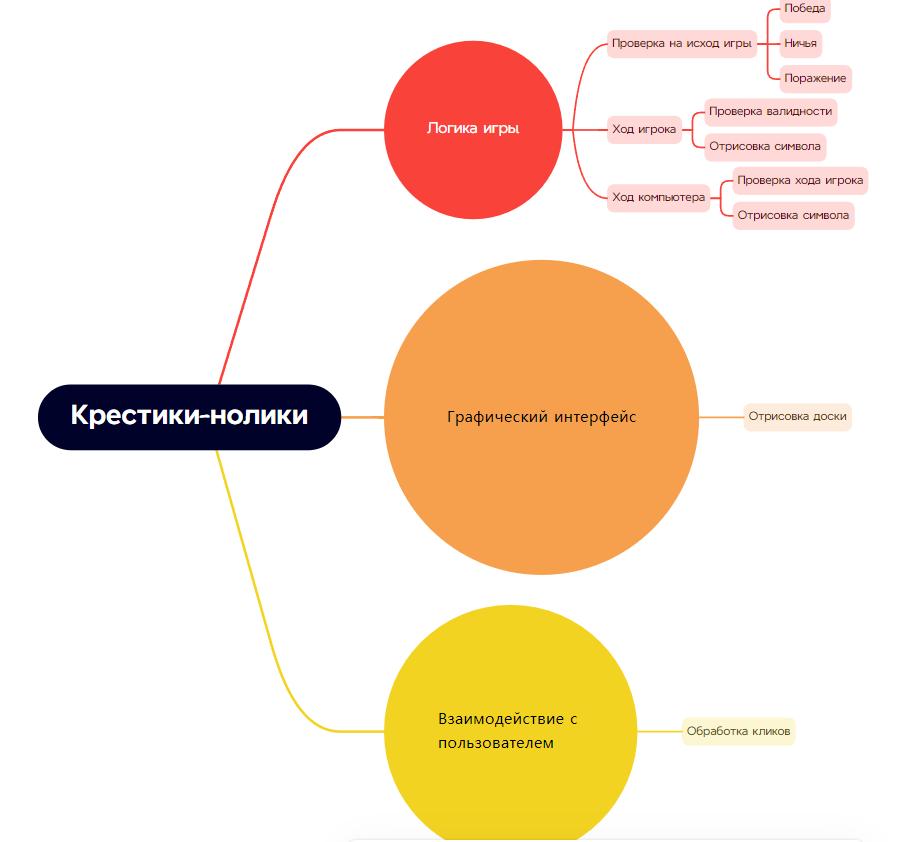 Крестики-нолики
Логика игры
Проверка на исход игры
Победа
Ничья
Поражение
Ход игрока
Проверка валидности
Отрисовка символа
Ход компьютера
Проверка хода игрока
Отрисовка символа
Графический интерфейс
Отрисовка доски
Взаимодействие с
пользователем
Обработка кликов